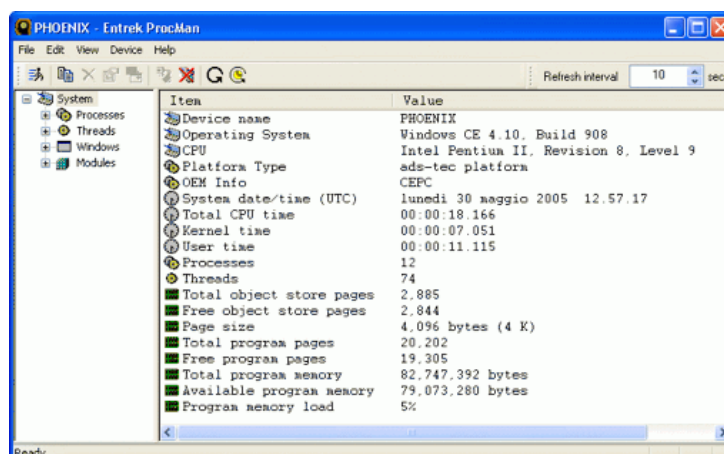 PHOENIX - Entrek ProcMan
File Edit View Device Help
Refresh interval 10 sec
System
Processes
Threads
Windows
Modules
Item Value
Device name PHOENIX
Operating System Windows CE 4.10, Build 908
CPU Intel Pentium II, Revision 8, Level 9
Platform Type ads-tec platform
OEM Info CEPC
System date/time (UTC) lunedì 30 maggio 2005 12.57.17
Total CPU time 00:00:18.166
Kernel time 00:00:07.051
User time 00:00:11.115
Processes 12
Threads 74
Total object store pages 2,885
Free object store pages 2,844
Page size 4,096 bytes (4 K)
Total program pages 20,202
Free program pages 19,305
Total program memory 82,747,392 bytes
Available program memory 79,073,280 bytes
Program memory load 5%
Ready